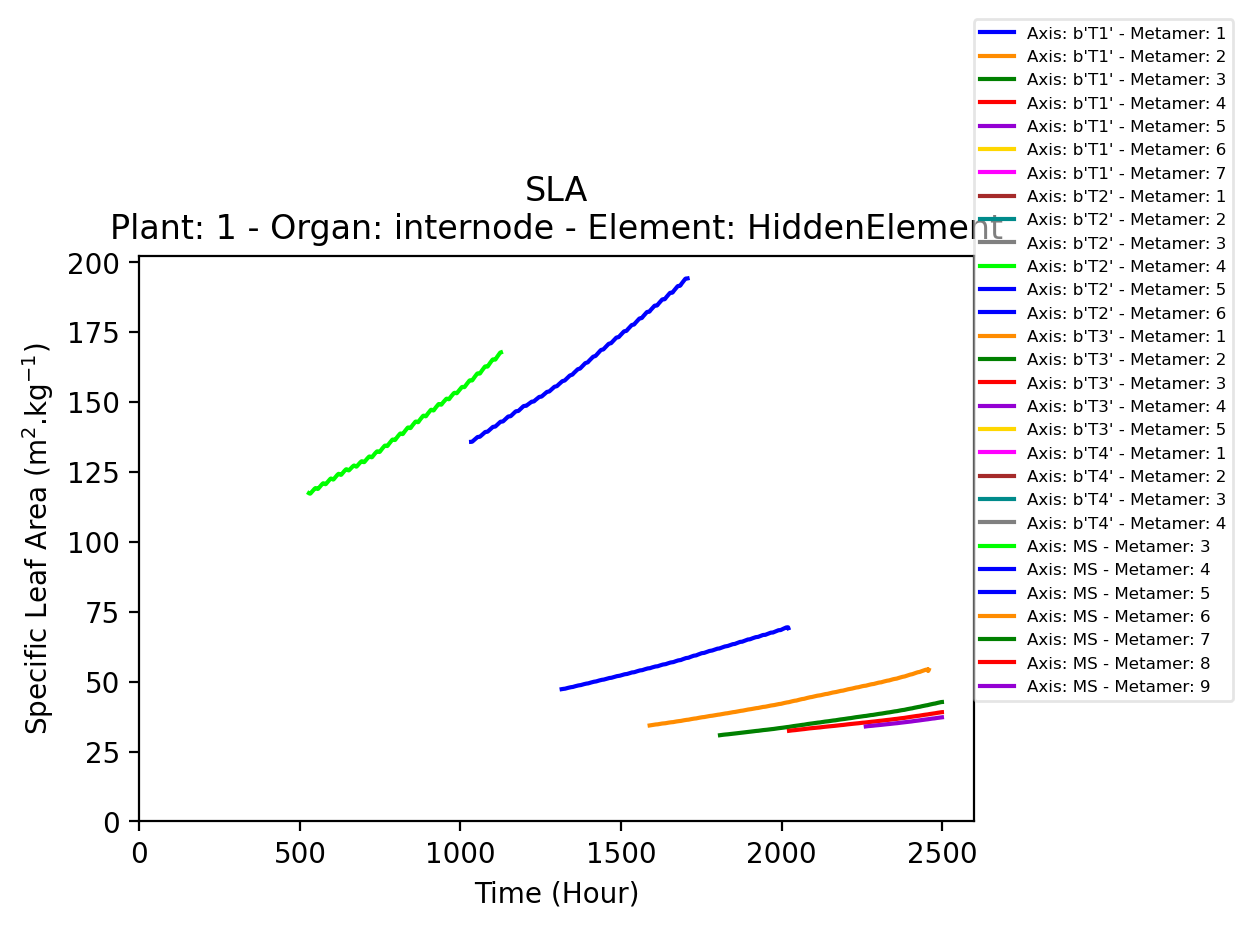 SLA
Plant: 1 - Organ: internode - Element: HiddenElement
Specific Leaf Area (m².kg⁻¹)
200
175
150
125
100
75
50
25
0
0 500 1000 1500 2000 2500
Time (Hour)
Axis: b'T1' - Metamer: 1
Axis: b'T1' - Metamer: 2
Axis: b'T1' - Metamer: 3
Axis: b'T1' - Metamer: 4
Axis: b'T1' - Metamer: 5
Axis: b'T1' - Metamer: 6
Axis: b'T1' - Metamer: 7
Axis: b'T2' - Metamer: 1
Axis: b'T2' - Metamer: 2
Axis: b'T2' - Metamer: 3
Axis: b'T2' - Metamer: 4
Axis: b'T2' - Metamer: 5
Axis: b'T2' - Metamer: 6
Axis: b'T3' - Metamer: 1
Axis: b'T3' - Metamer: 2
Axis: b'T3' - Metamer: 3
Axis: b'T3' - Metamer: 4
Axis: b'T3' - Metamer: 5
Axis: b'T4' - Metamer: 1
Axis: b'T4' - Metamer: 2
Axis: b'T4' - Metamer: 3
Axis: b'T4' - Metamer: 4
Axis: MS - Metamer: 3
Axis: MS - Metamer: 4
Axis: MS - Metamer: 5
Axis: MS - Metamer: 6
Axis: MS - Metamer: 7
Axis: MS - Metamer: 8
Axis: MS - Metamer: 9